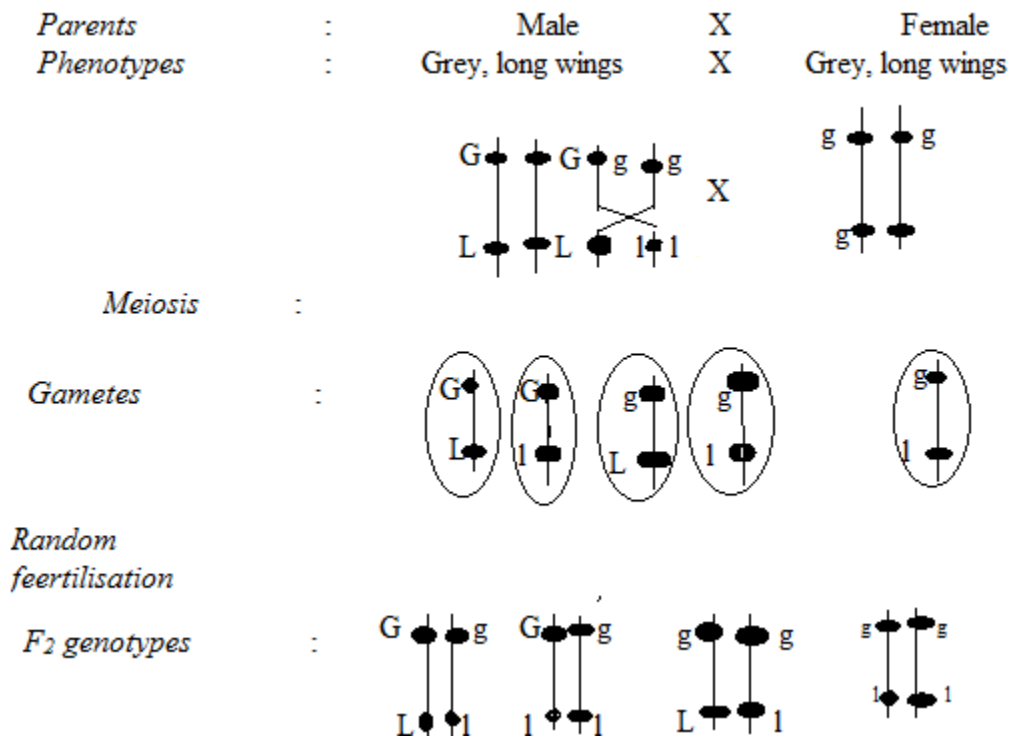 Parents : Male X Female
Phenotypes : Grey, long wings X Grey, long wings
G G g g X g g
L L l l g
Meiosis :
Gametes : G G g g g
L l L l l
Random
feertilisation
,
F2 genotypes : G g G g g g g g
L l l l L l l l